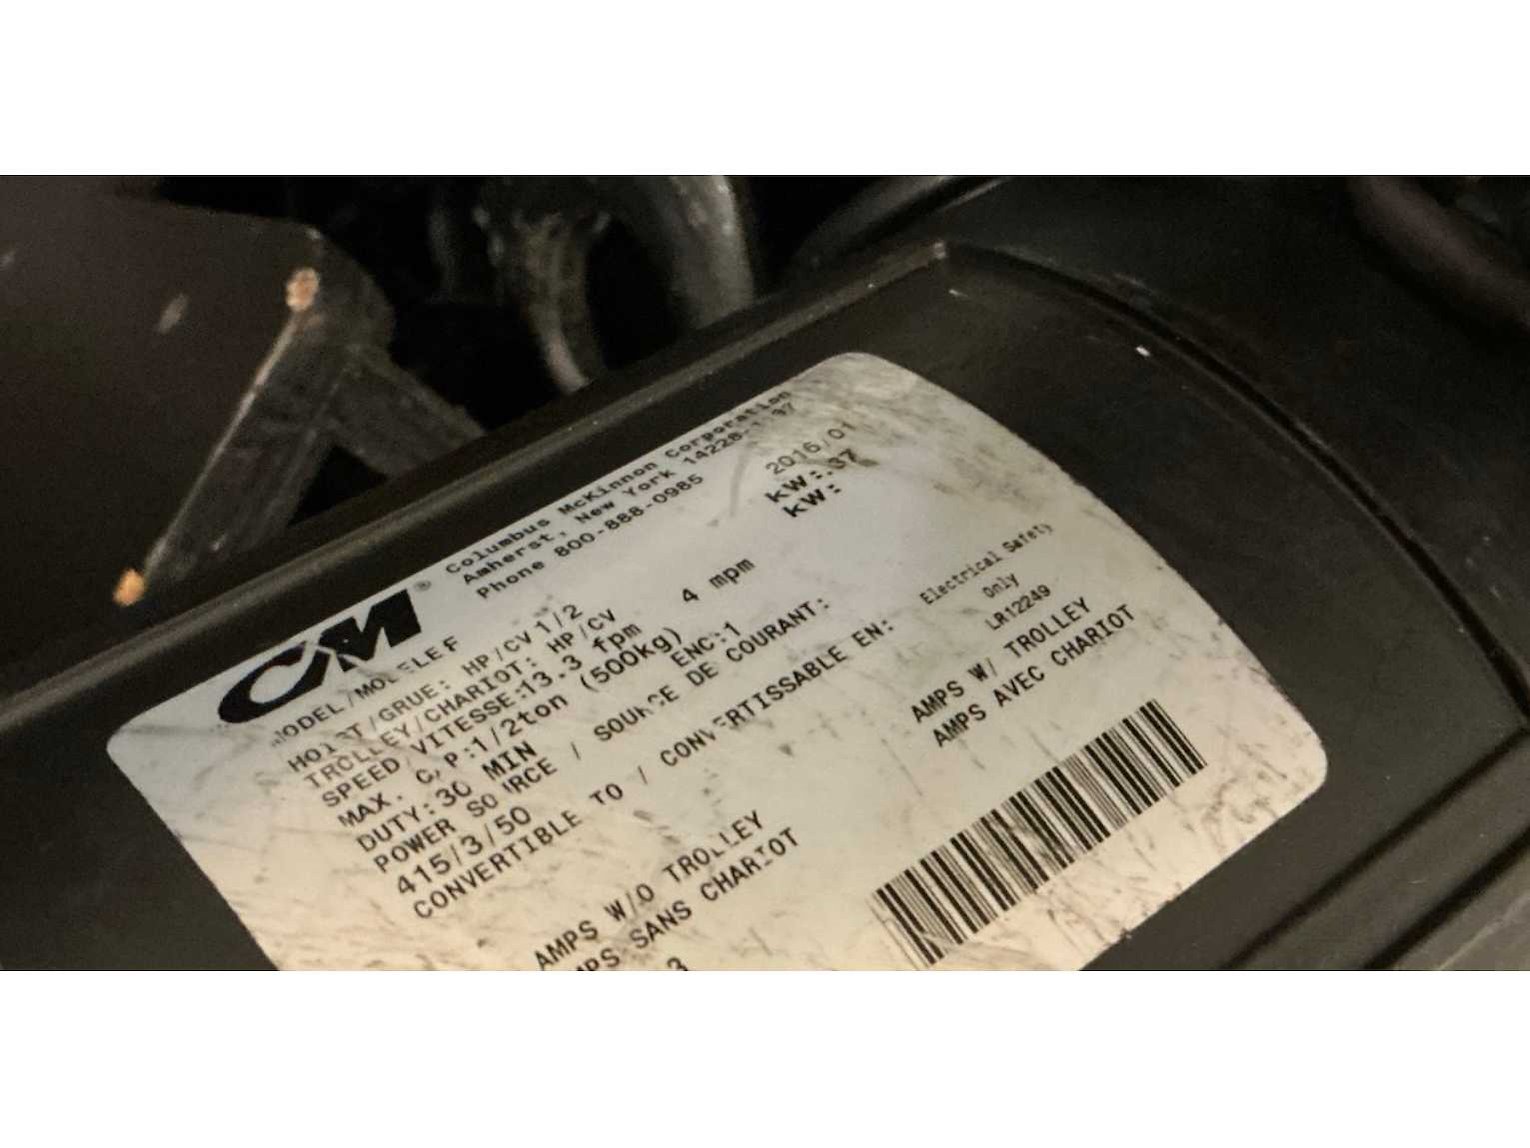 CM®
Columbus McKinnon Corporation
Amherst, New York 14228-1197
Phone 800-888-0985
MODEL/MODELE F 2016/01
HOIST/GRUE: HP/CV 1/2 kW:.37
TROLLEY/CHARIOT: HP/CV kW:
SPEED/VITESSE:13.3 fpm 4 mpm
MAX. CAP:1/2ton (500kg)
DUTY:30 MIN ENC:1
POWER SOURCE / SOURCE DE COURANT:
415/3/50
CONVERTIBLE TO / CONVERTISSABLE EN:
Electrical Safety
Only
LR12249
AMPS W/O TROLLEY AMPS W/ TROLLEY
AMPS SANS CHARIOT AMPS AVEC CHARIOT